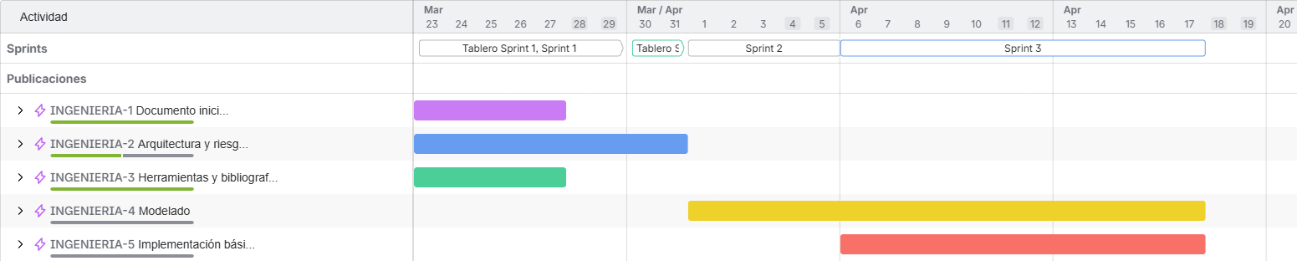 Actividad
Mar Mar / Apr Apr Apr Apr
23 24 25 26 27 28 29 30 31 1 2 3 4 5 6 7 8 9 10 11 12 13 14 15 16 17 18 19 20
Sprints Tablero Sprint 1, Sprint 1 Tablero S Sprint 2 Sprint 3
Publicaciones
INGENIERIA-1 Documento inici...
INGENIERIA-2 Arquitectura y riesg...
INGENIERIA-3 Herramientas y bibliograf...
INGENIERIA-4 Modelado
INGENIERIA-5 Implementación bási...